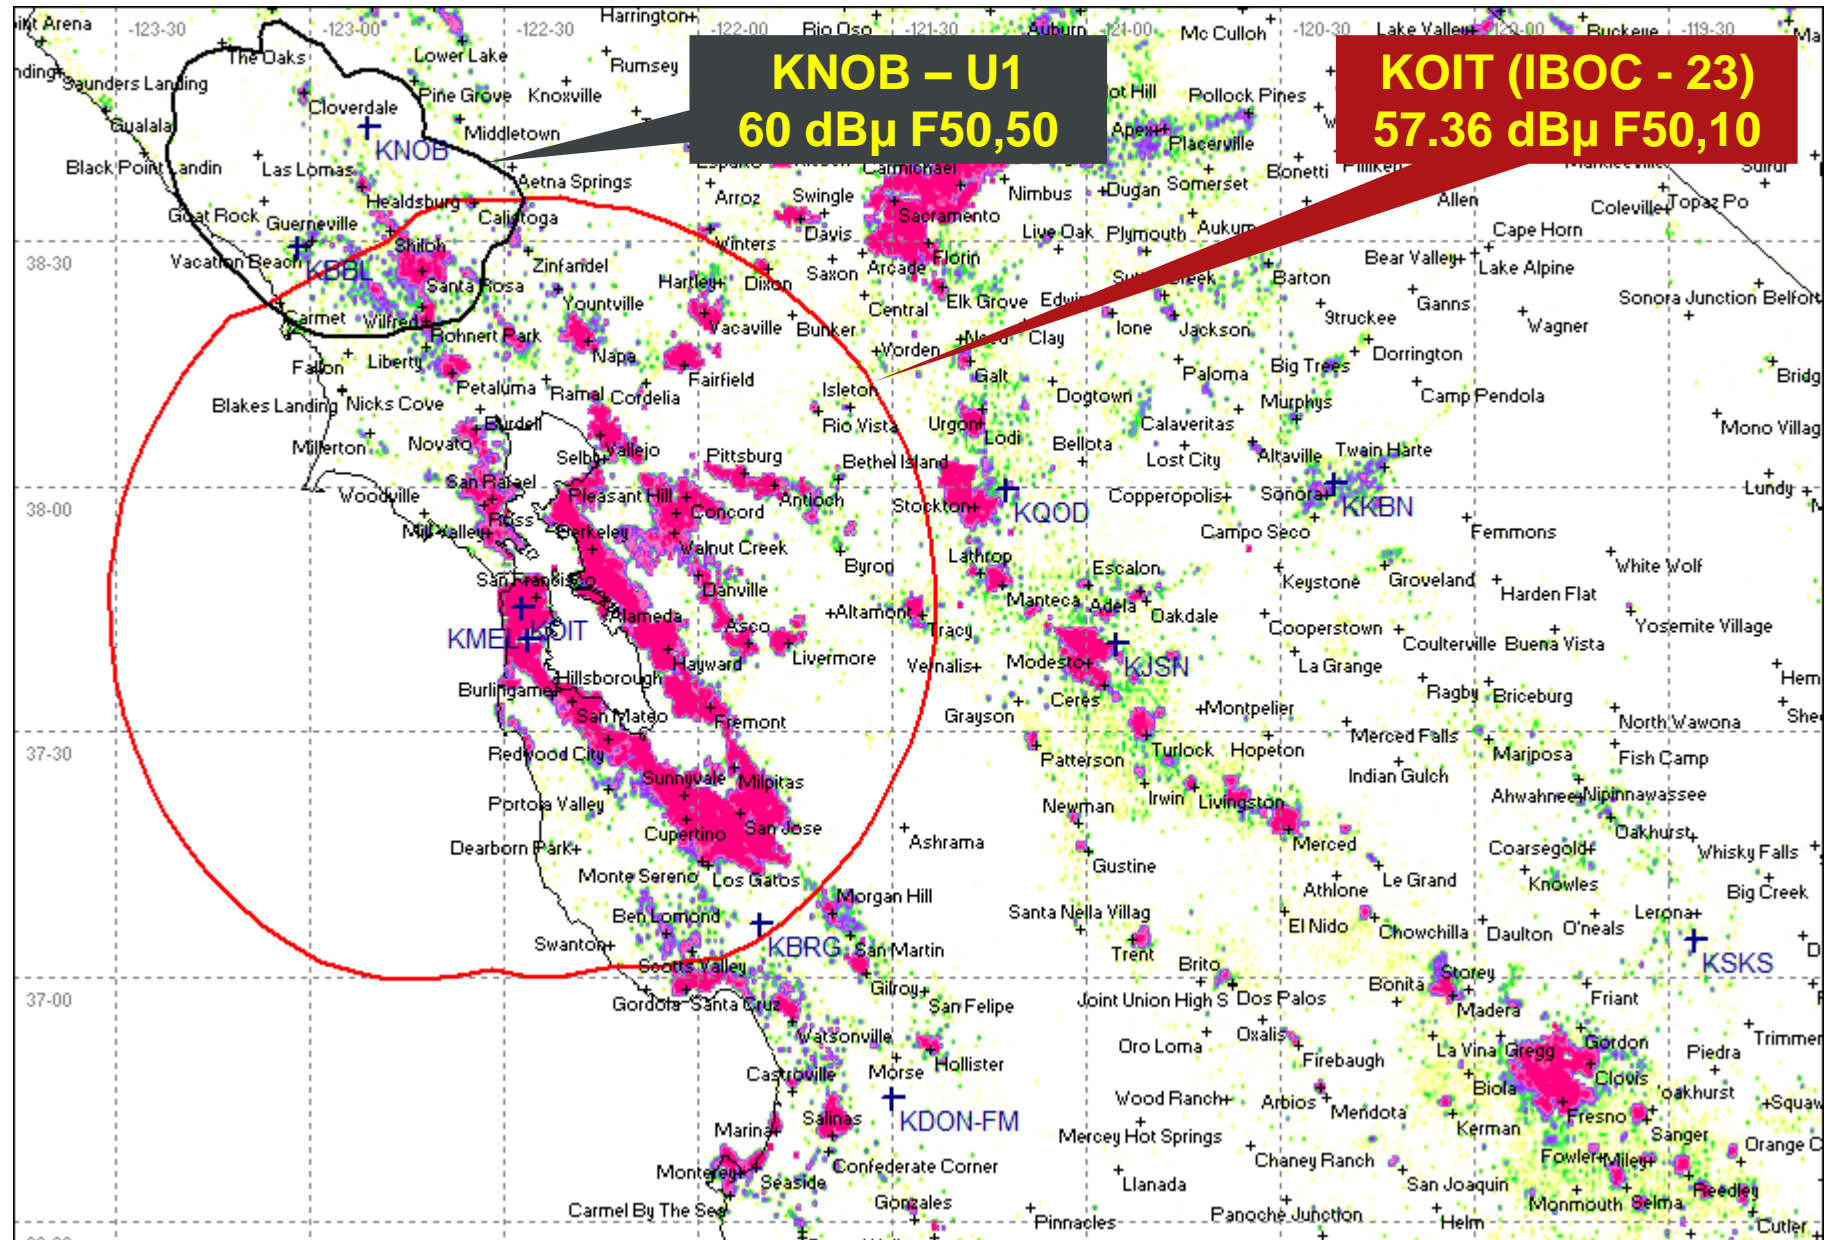 KNOB – U1
60 dBµ F50,50
KOIT (IBOC - 23)
57.36 dBµ F50,10
-123-30
-123-00
-122-30
-122-00
-121-30
-121-00
-120-30
-120-00
-119-30
Harrington
Rio Oso
Auburn
Mc Culloh
Lake Valley
Buckeye
The Oaks
Lower Lake
Rumsey
Saunders Landing
Cloverdale
Pine Grove
Knoxville
Pollock Pines
Gualala
KNOB
Middletown
Apex
Placerville
Black Point Landin
Las Lomas
Aetna Springs
Carmichael
Nimbus
Dugan
Somerset
Bonetti
Healdsburg
Arroz
Swingle
Allen
Coleville
Topaz Po
Goat Rock
Guerneville
Calistoga
Sacramento
Shiloh
Winters
Davis
Live Oak
Plymouth
Aukum
Cape Horn
38-30
Vacation Beach
KBBL
Zinfandel
Saxon
Arcade
Florin
Bear Valley
Lake Alpine
Santa Rosa
Hartley
Dixon
Barton
Yountville
Central
Elk Grove
Ganns
Sonora Junction
Belfort
Carmet
Wilfred
Rohnert Park
Vacaville
Bunker
Clay
Ione
Jackson
9truckee
Wagner
Fallon
Liberty
Napa
Vorden
Galt
Dorrington
Petaluma
Ramal
Cordelia
Fairfield
Isleton
Paloma
Big Trees
Camp Pendola
Blakes Landing
Nicks Cove
Dogtown
Murphys
Burdell
Rio Vista
Urgon
Lodi
Calaveritas
Millerton
Novato
Vallejo
Selby
Pittsburg
Bethel Island
Bellota
Lost City
Altaville
Twain Harte
San Rafael
Woodville
Pleasant Hill
Antioch
Copperopolis
Sonora
KKBN
Lundy
38-00
Ross
Concord
Stockton
KQOD
Mill Valley
Berkeley
Walnut Creek
Campo Seco
Femmons
Byron
Lathrop
Escalon
White Wolf
San Francisco
Danville
Manteca
Adela
Keystone
Groveland
Harden Flat
Alameda
Altamont
Oakdale
KMEL
KOIT
Asco
Tracy
Cooperstown
Coulterville
Buena Vista
Yosemite Village
Hayward
Livermore
Vernalis
Modesto
KJSN
La Grange
Hillsborough
Burlingame
Ceres
Ragby
Briceburg
San Mateo
Fremont
Grayson
Montpelier
North Wawona
37-30
Redwood City
Patterson
Turlock
Hopeton
Merced Falls
Mariposa
Fish Camp
Sunnyvale
Milpitas
Indian Gulch
Portola Valley
Newman
Irwin
Livingston
Ahwahnee
Nipinnawassee
Cupertino
San Jose
Oakhurst
Dearborn Park
Ashrama
Merced
Coarsegold
Whisky Falls
Monte Sereno
Los Gatos
Gustine
Le Grand
Athlone
Knowles
Big Creek
Morgan Hill
Ben Lomond
Santa Nella Villag
El Nido
Chowchilla
Daulton
O'neals
Lerona
Swanton
KBRG
San Martin
Trent
KSKS
Scotts Valley
Brito
Storey
37-00
Gilroy
Bonita
Gordola
Santa Cruz
San Felipe
Joint Union High S
Dos Palos
Madera
Friant
Watsonville
Oro Loma
Oxalis
Firebaugh
La Vina
Gregg
Gordon
Piedra
Trimmer
Hollister
Castroville
Morse
Biola
Clovis
Wood Ranch
Arbios
Mendota
Fresno
Salinas
KDON-FM
Marina
Mercey Hot Springs
Kerman
Sanger
Orange C
Monterey
Seaside
Confederate Corner
Chaney Ranch
Fowler
Miley
Llanada
San Joaquin
Reedley
Carmel By The Sea
Gonzales
Monmouth
Selma
Pinnacles
Panoche Junction
Helm
Cutler